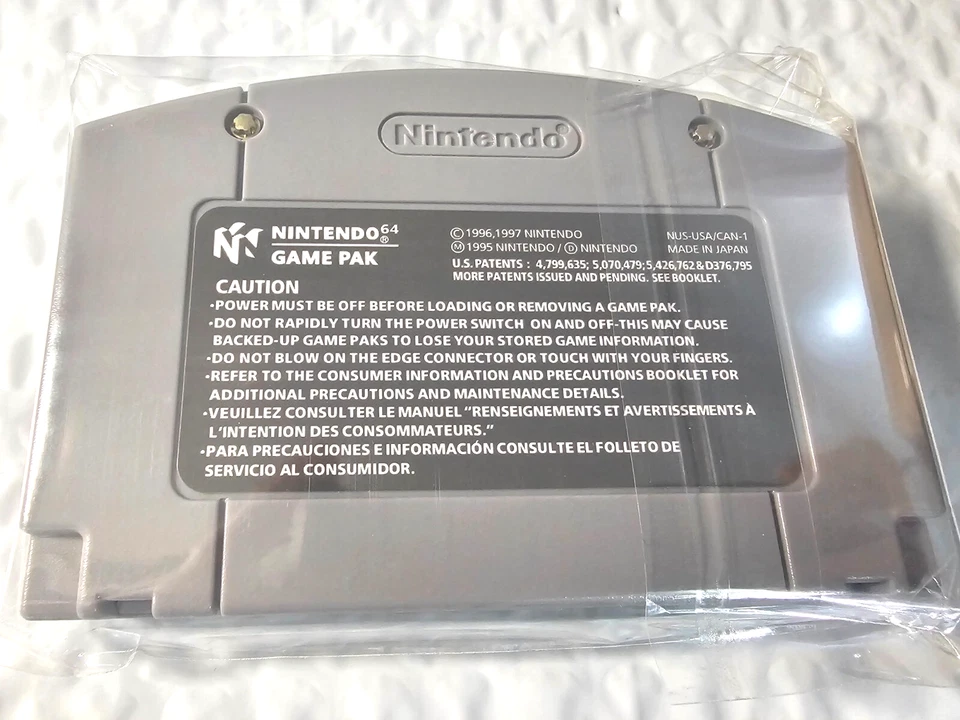 Nintendo®
NINTENDO 64 ®
GAME PAK
©1996,1997 NINTENDO
Ⓜ 1995 NINTENDO / Ⓓ NINTENDO
NUS-USA/CAN-1
MADE IN JAPAN
U.S. PATENTS : 4,799,635; 5,070,479; 5,426,762 & D376,795
MORE PATENTS ISSUED AND PENDING. SEE BOOKLET.
CAUTION
·POWER MUST BE OFF BEFORE LOADING OR REMOVING A GAME PAK.
·DO NOT RAPIDLY TURN THE POWER SWITCH ON AND OFF-THIS MAY CAUSE
BACKED-UP GAME PAKS TO LOSE YOUR STORED GAME INFORMATION.
·DO NOT BLOW ON THE EDGE CONNECTOR OR TOUCH WITH YOUR FINGERS.
·REFER TO THE CONSUMER INFORMATION AND PRECAUTIONS BOOKLET FOR
ADDITIONAL PRECAUTIONS AND MAINTENANCE DETAILS.
·VEUILLEZ CONSULTER LE MANUEL "RENSEIGNEMENTS ET AVERTISSEMENTS À
L'INTENTION DES CONSOMMATEURS."
·PARA PRECAUCIONES E INFORMACIÓN CONSULTE EL FOLLETO DE
SERVICIO AL CONSUMIDOR.